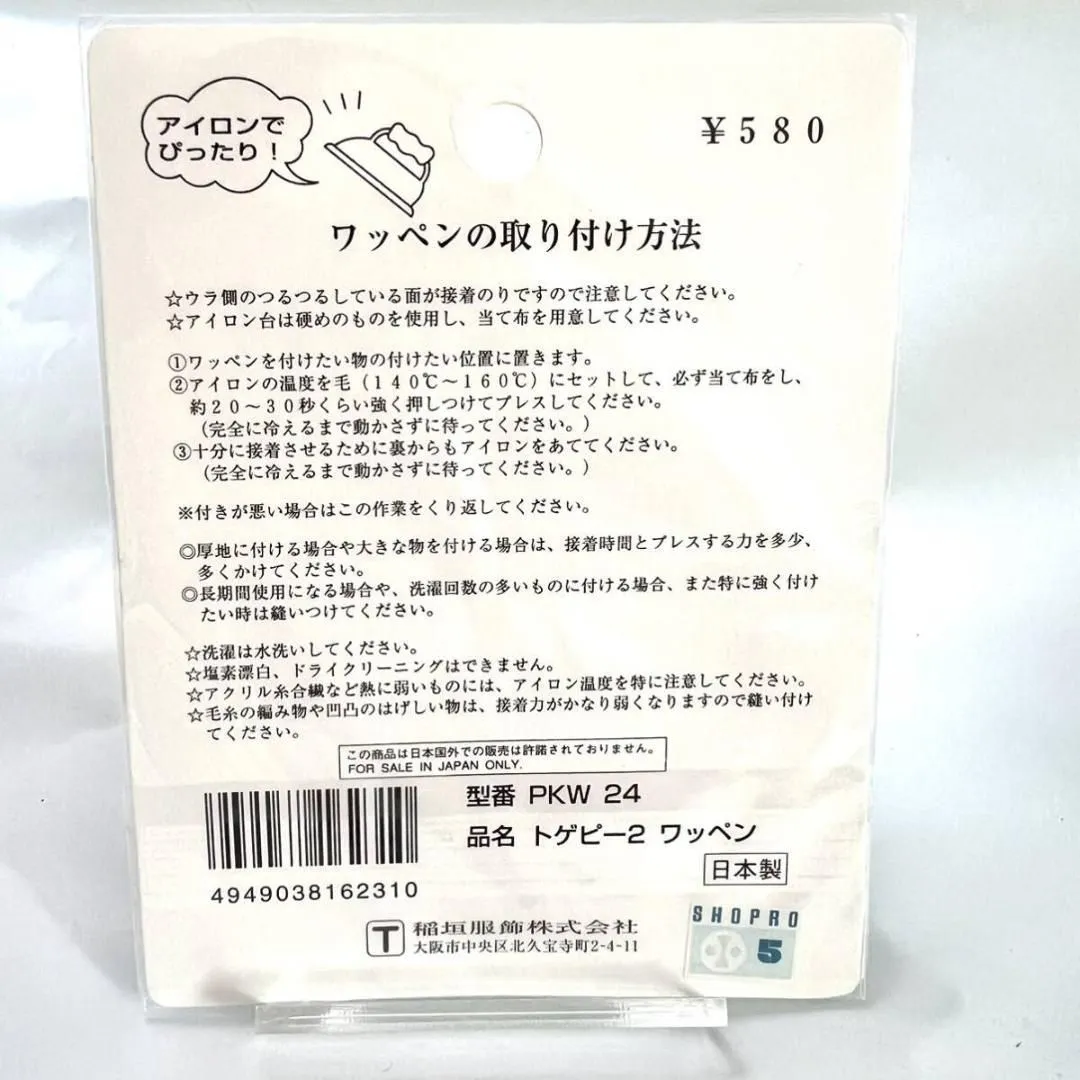 アイロンで
ぴったり！
￥５８０
ワッペンの取り付け方法
☆ウラ側のつるつるしている面が接着のりですので注意してください。
☆アイロン台は硬めのものを使用し、当て布を用意してください。
①ワッペンを付けたい物の付けたい位置に置きます。
②アイロンの温度を毛（１４０℃～１６０℃）にセットして、必ず当て布をし、
約２０～３０秒くらい強く押しつけてプレスしてください。
（完全に冷えるまで動かさずに待ってください。）
③十分に接着させるために裏からもアイロンをあててください。
（完全に冷えるまで動かさずに待ってください。）
※付きが悪い場合はこの作業をくり返してください。
◎厚地に付ける場合や大きな物を付ける場合は、接着時間とプレスする力を多少、
多くかけてください。
◎長期間使用になる場合や、洗濯回数の多いものに付ける場合、また特に強く付け
たい時は縫いつけてください。
☆洗濯は水洗いしてください。
☆塩素漂白、ドライクリーニングはできません。
☆アクリル糸合繊など熱に弱いものには、アイロン温度を特に注意してください。
☆毛糸の編み物や凹凸のはげしい物は、接着力がかなり弱くなりますので縫い付け
てください。
この商品は日本国外での販売は許諾されておりません。
FOR SALE IN JAPAN ONLY.
型番 PKW 24
品名 トゲピー2 ワッペン
日本製
4949038162310
T 稲垣服飾株式会社
大阪市中央区北久宝寺町2-4-11
SHOPRO
5